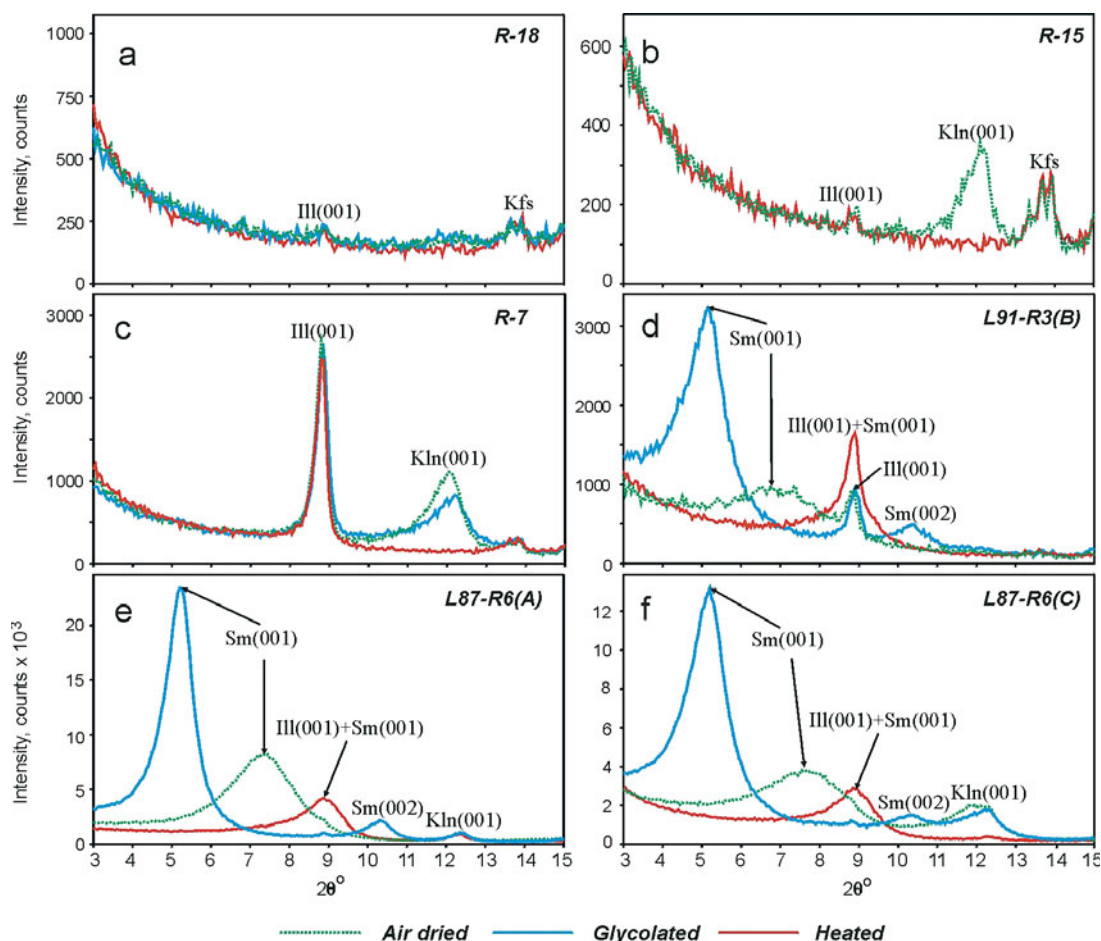 a
R-18
Intensity, counts
1000
750
500
250
0
Ill(001)
Kfs
b
R-15
600
400
200
0
Ill(001)
Kln(001)
Kfs
c
R-7
Intensity, counts
3000
2000
1000
0
Ill(001)
Kln(001)
d
L91-R3(B)
3000
2000
1000
0
Sm(001)
Ill(001)+Sm(001)
Ill(001)
Sm(002)
e
L87-R6(A)
Intensity, counts x 10³
20
15
10
5
0
Sm(001)
Ill(001)+Sm(001)
Sm(002)
Kln(001)
3 4 5 6 7 8 9 10 11 12 13 14 15
2θ°
f
L87-R6(C)
12
10
8
6
4
2
0
Sm(001)
Ill(001)+Sm(001)
Sm(002)
Kln(001)
3 4 5 6 7 8 9 10 11 12 13 14 15
2θ°
Air dried Glycolated Heated